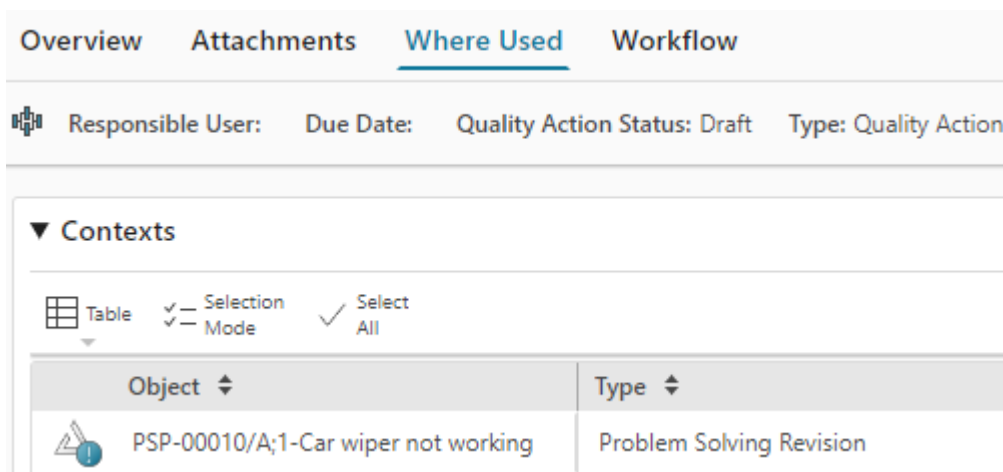 Overview Attachments Where Used Workflow
Responsible User: Due Date: Quality Action Status: Draft Type: Quality Action
Contexts
Table Selection Mode Select All
Object Type
PSP-00010/A;1-Car wiper not working Problem Solving Revision